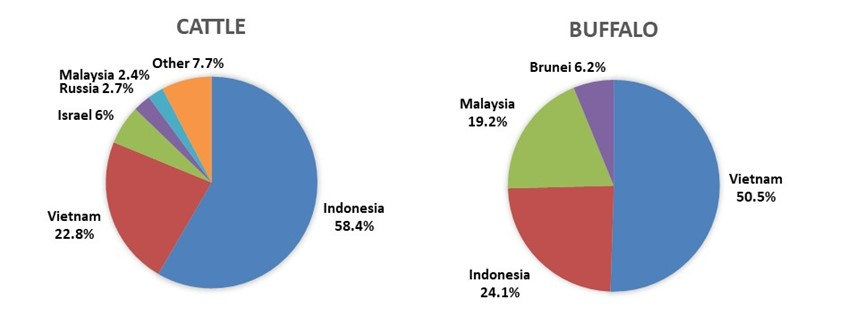 CATTLE
Other 7.7%
Malaysia 2.4%
Russia 2.7%
Israel 6%
Vietnam
22.8%
Indonesia
58.4%
BUFFALO
Brunei 6.2%
Malaysia
19.2%
Vietnam
50.5%
Indonesia
24.1%